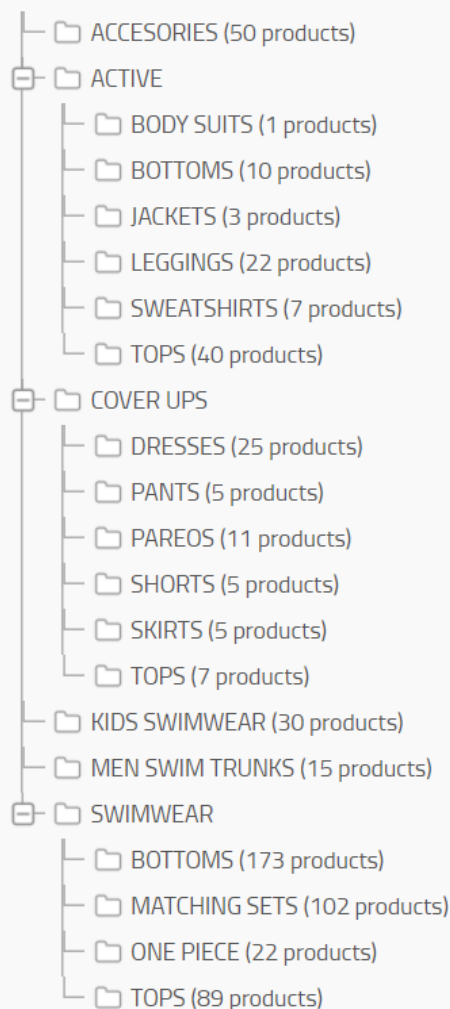 ACCESORIES (50 products)
ACTIVE
BODY SUITS (1 products)
BOTTOMS (10 products)
JACKETS (3 products)
LEGGINGS (22 products)
SWEATSHIRTS (7 products)
TOPS (40 products)
COVER UPS
DRESSES (25 products)
PANTS (5 products)
PAREOS (11 products)
SHORTS (5 products)
SKIRTS (5 products)
TOPS (7 products)
KIDS SWIMWEAR (30 products)
MEN SWIM TRUNKS (15 products)
SWIMWEAR
BOTTOMS (173 products)
MATCHING SETS (102 products)
ONE PIECE (22 products)
TOPS (89 products)